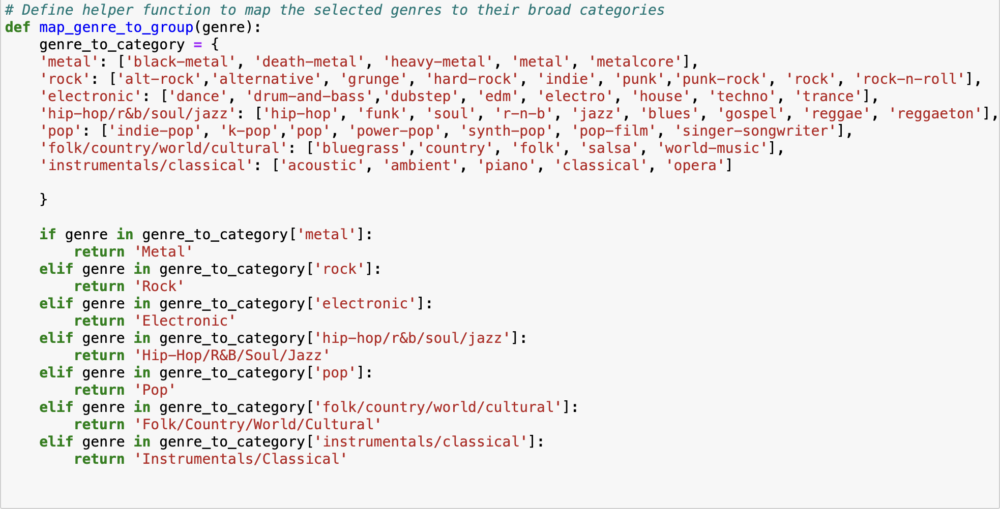 # Define helper function to map the selected genres to their broad categories
def map_genre_to_group(genre):
    genre_to_category = {
    'metal': ['black-metal', 'death-metal', 'heavy-metal', 'metal', 'metalcore'],
    'rock': ['alt-rock','alternative', 'grunge', 'hard-rock', 'indie', 'punk','punk-rock', 'rock', 'rock-n-roll'],
    'electronic': ['dance', 'drum-and-bass','dubstep', 'edm', 'electro', 'house', 'techno', 'trance'],
    'hip-hop/r&b/soul/jazz': ['hip-hop', 'funk', 'soul', 'r-n-b', 'jazz', 'blues', 'gospel', 'reggae', 'reggaeton'],
    'pop': ['indie-pop', 'k-pop','pop', 'power-pop', 'synth-pop', 'pop-film', 'singer-songwriter'],
    'folk/country/world/cultural': ['bluegrass','country', 'folk', 'salsa', 'world-music'],
    'instrumentals/classical': ['acoustic', 'ambient', 'piano', 'classical', 'opera']
    }
    if genre in genre_to_category['metal']:
        return 'Metal'
    elif genre in genre_to_category['rock']:
        return 'Rock'
    elif genre in genre_to_category['electronic']:
        return 'Electronic'
    elif genre in genre_to_category['hip-hop/r&b/soul/jazz']:
        return 'Hip-Hop/R&B/Soul/Jazz'
    elif genre in genre_to_category['pop']:
        return 'Pop'
    elif genre in genre_to_category['folk/country/world/cultural']:
        return 'Folk/Country/World/Cultural'
    elif genre in genre_to_category['instrumentals/classical']:
        return 'Instrumentals/Classical'